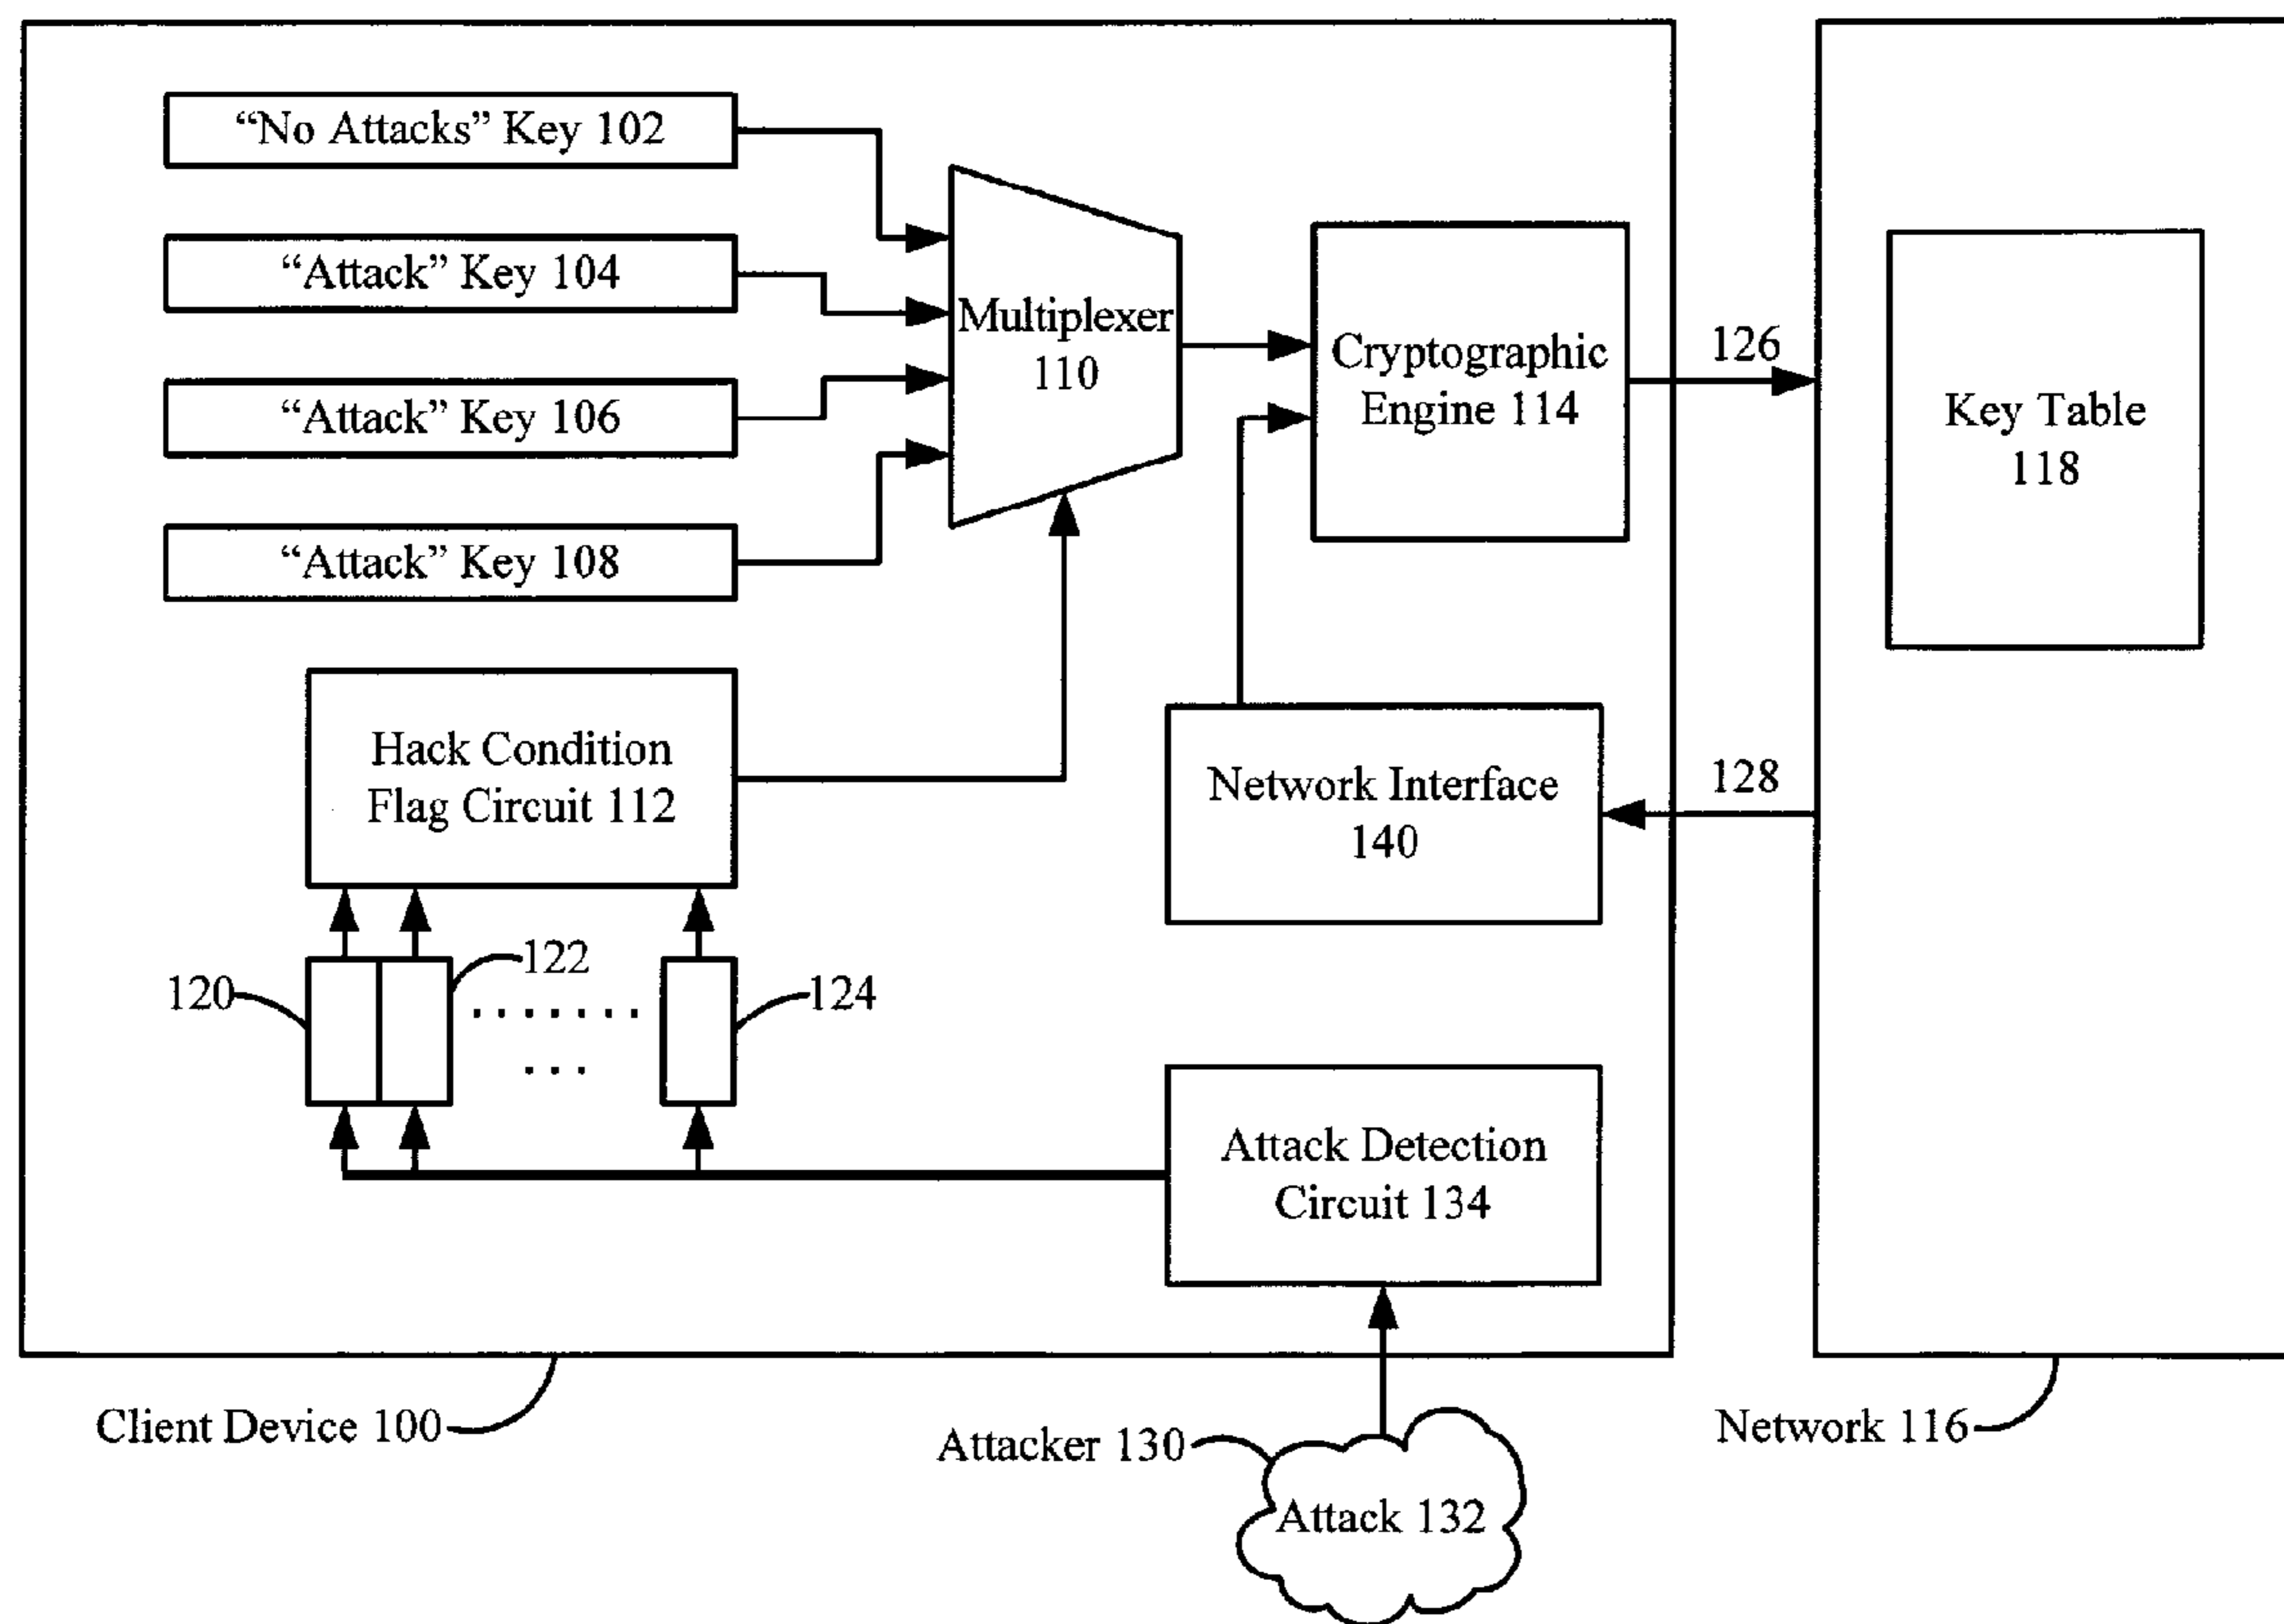 “No Attacks” Key 102
“Attack” Key 104
“Attack” Key 106
“Attack” Key 108
Multiplexer
110
Cryptographic
Engine 114
126
Key Table
118
Hack Condition
Flag Circuit 112
Network Interface
140
128
120
122
.......
...
124
Attack Detection
Circuit 134
Client Device 100
Attacker 130
Attack 132
Network 116